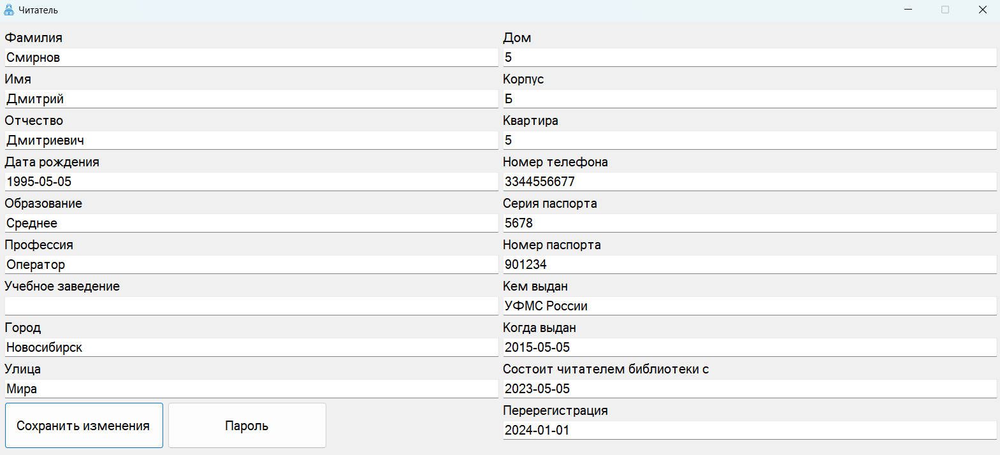 Читатель
Фамилия
Смирнов
Имя
Дмитрий
Отчество
Дмитриевич
Дата рождения
1995-05-05
Образование
Среднее
Профессия
Оператор
Учебное заведение
Город
Новосибирск
Улица
Мира
Сохранить изменения
Пароль
Дом
5
Корпус
Б
Квартира
5
Номер телефона
3344556677
Серия паспорта
5678
Номер паспорта
901234
Кем выдан
УФМС России
Когда выдан
2015-05-05
Состоит читателем библиотеки с
2023-05-05
Перерегистрация
2024-01-01